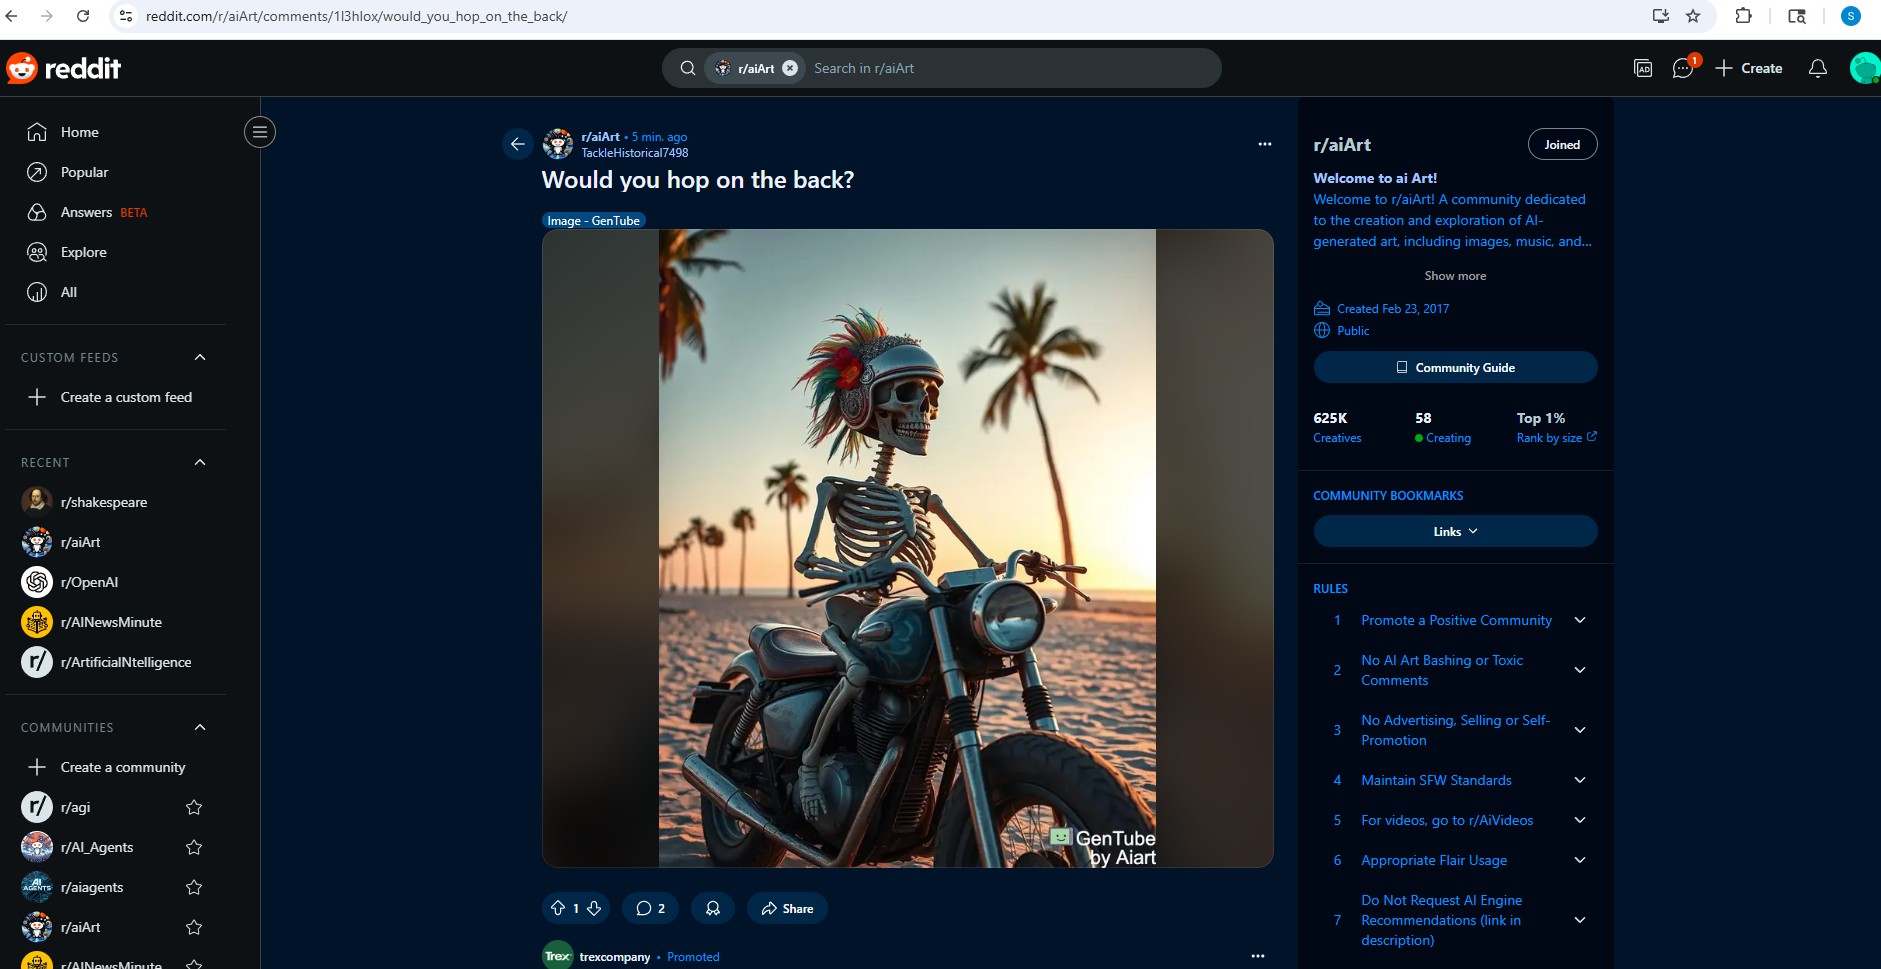 reddit.com/r/aiArt/comments/1l3hlox/would_you_hop_on_the_back/
S
reddit
r/aiArt
Search in r/aiArt
AD
1
Create
Home
Popular
Answers BETA
Explore
All
CUSTOM FEEDS
Create a custom feed
RECENT
r/shakespeare
r/aiArt
r/OpenAI
r/AINewsMinute
r/ r/ArtificialNtelligence
COMMUNITIES
Create a community
r/ r/agi
r/AI_Agents
AI AGENTS r/aiagents
r/aiArt
r/AINewsMinute
r/aiArt • 5 min. ago
TackleHistorical7498
Would you hop on the back?
Image - GenTube
GenTube
by Aiart
1
2
Share
Trex trexcompany • Promoted
r/aiArt
Joined
Welcome to ai Art!
Welcome to r/aiArt! A community dedicated
to the creation and exploration of AI-
generated art, including images, music, and...
Show more
Created Feb 23, 2017
Public
Community Guide
625K 58 Top 1%
Creatives Creating Rank by size
COMMUNITY BOOKMARKS
Links
RULES
1 Promote a Positive Community
2 No AI Art Bashing or Toxic
Comments
3 No Advertising, Selling or Self-
Promotion
4 Maintain SFW Standards
5 For videos, go to r/AiVideos
6 Appropriate Flair Usage
7 Do Not Request AI Engine
Recommendations (link in
description)